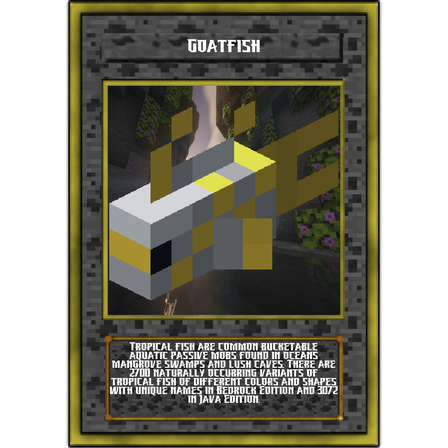 GOATFISH
TROPICAL FISH ARE COMMON BUCKETABLE
AQUATIC PASSIVE MOBS FOUND IN OCEANS
MANGROVE SWAMPS AND LUSH CAVES. THERE ARE
2700 NATURALLY OCCURRING VARIANTS OF
TROPICAL FISH OF DIFFERENT COLORS AND SHAPES
WITH UNIQUE NAMES IN BEDROCK EDITION AND 3072
IN JAVA EDITION.